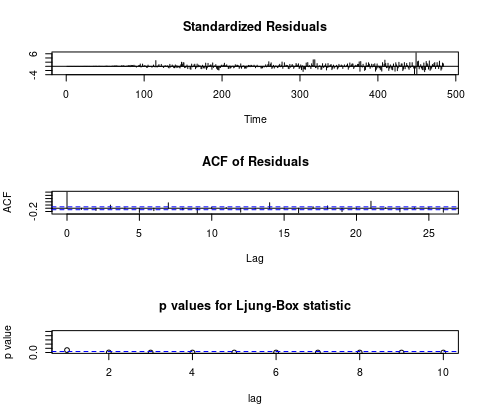 Standardized Residuals
6
-4
0 100 200 300 400 500
Time
ACF of Residuals
ACF
-0.2
0 5 10 15 20 25
Lag
p values for Ljung-Box statistic
p value
0.0
2 4 6 8 10
lag